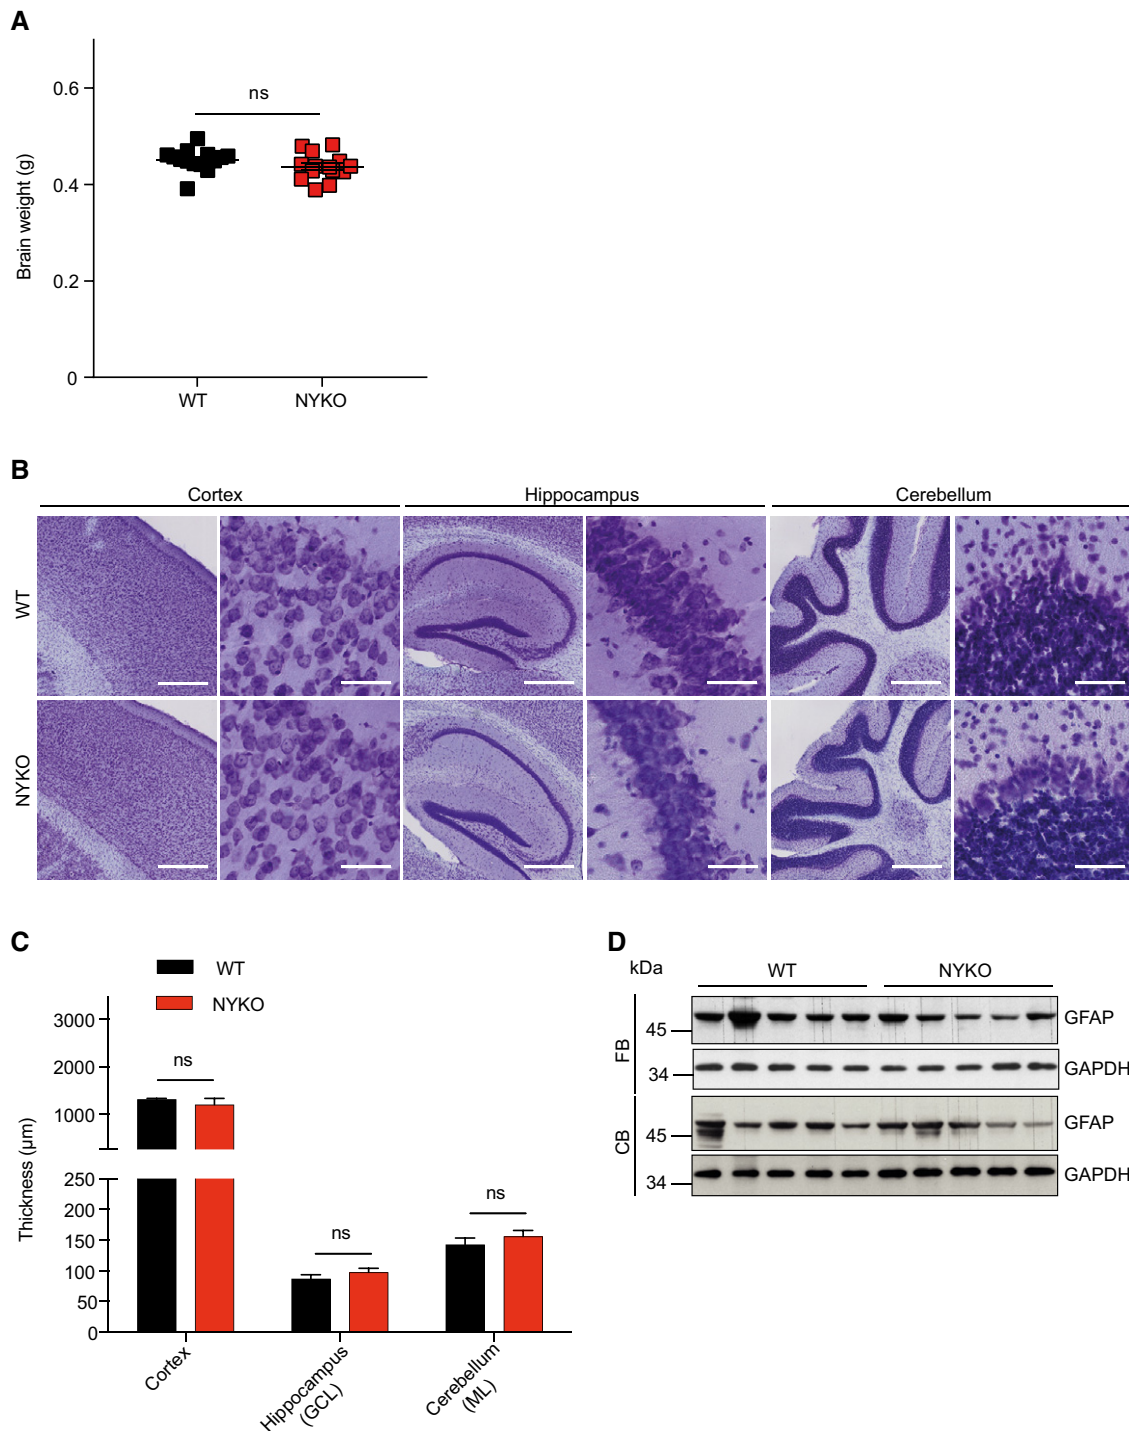 A
0.6
0.4
0.2
0
Brain weight (g)
ns
WT
NYKO
B
Cortex
Hippocampus
Cerebellum
WT
NYKO
C
WT
NYKO
3000
2000
1000
250
200
150
100
50
0
Thickness (µm)
ns
ns
ns
Cortex
Hippocampus
(GCL)
Cerebellum
(ML)
D
kDa
WT
NYKO
FB
45
GFAP
34
GAPDH
CB
45
GFAP
34
GAPDH